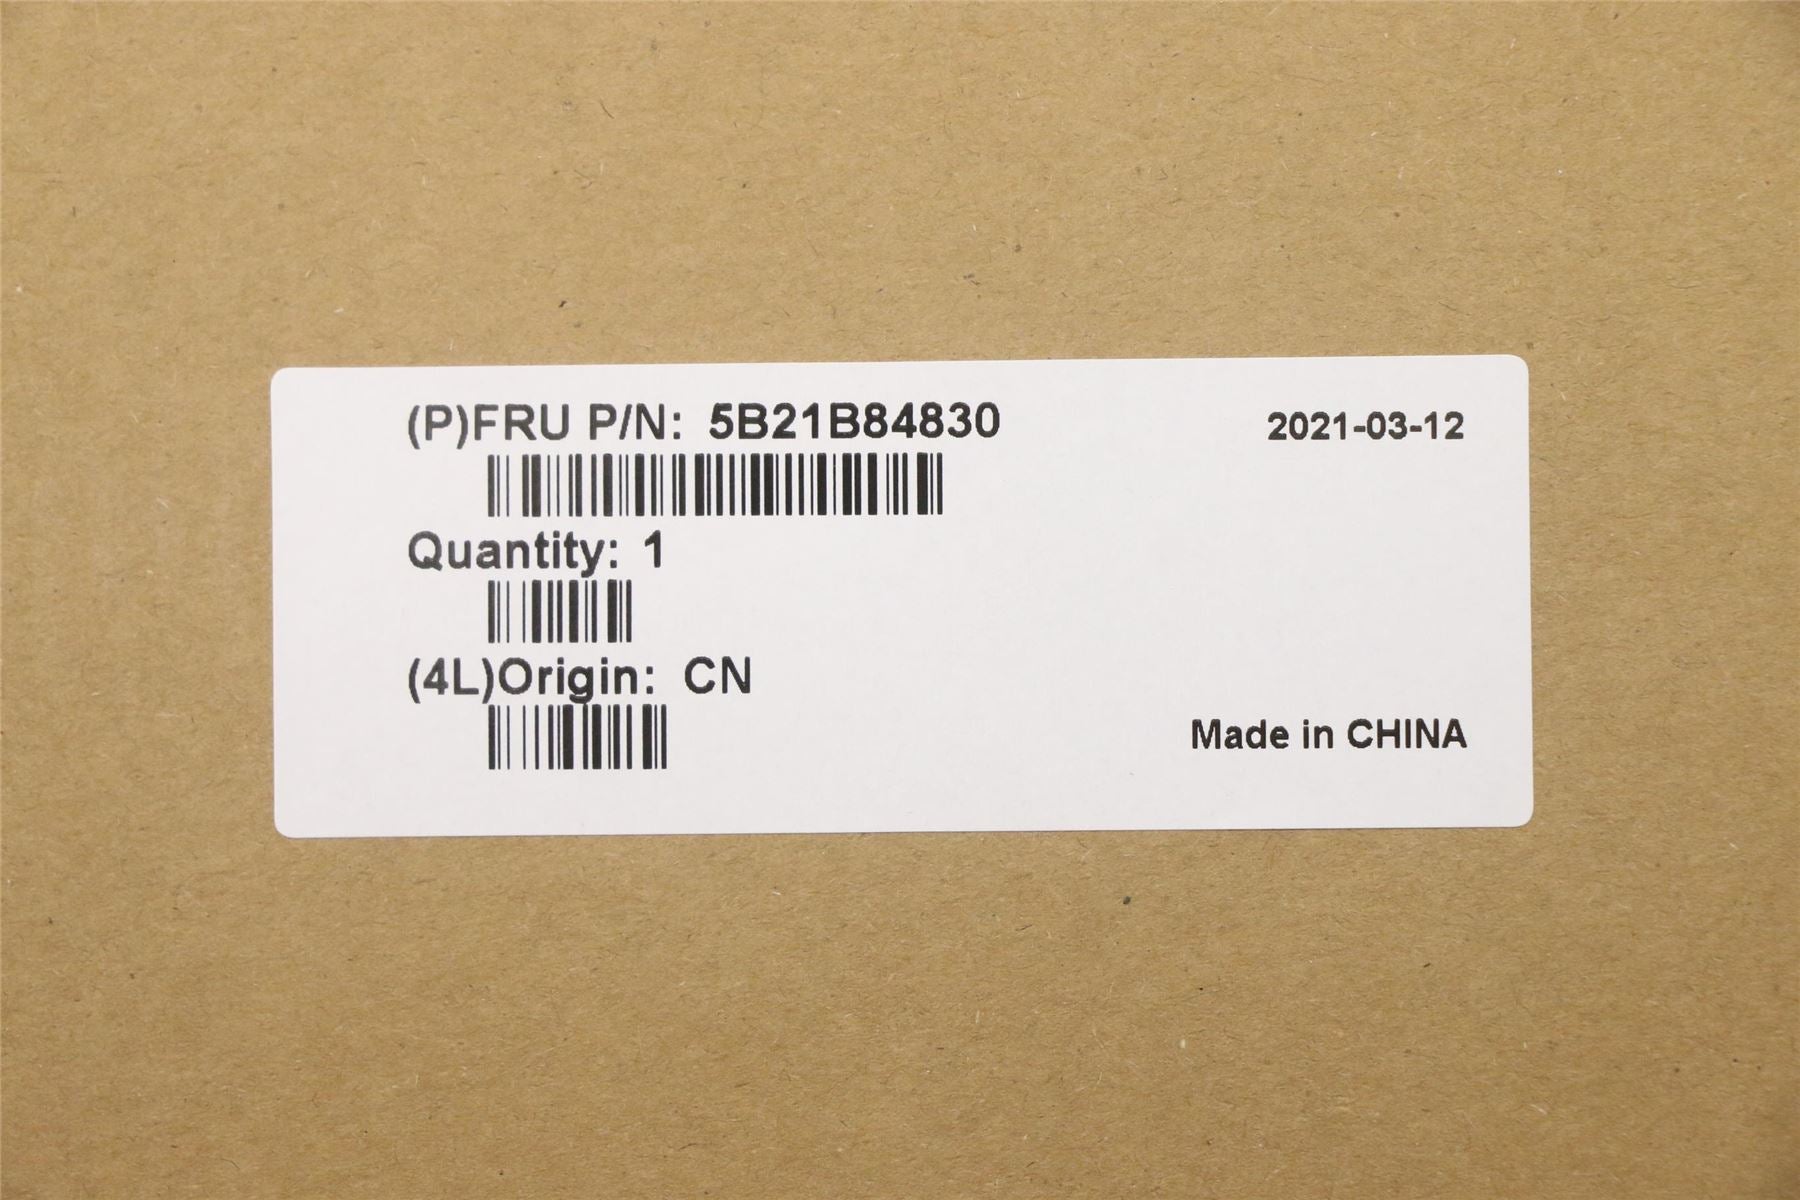 (P)FRU P/N: 5B21B84830
2021-03-12
Quantity: 1
(4L)Origin: CN
Made in CHINA